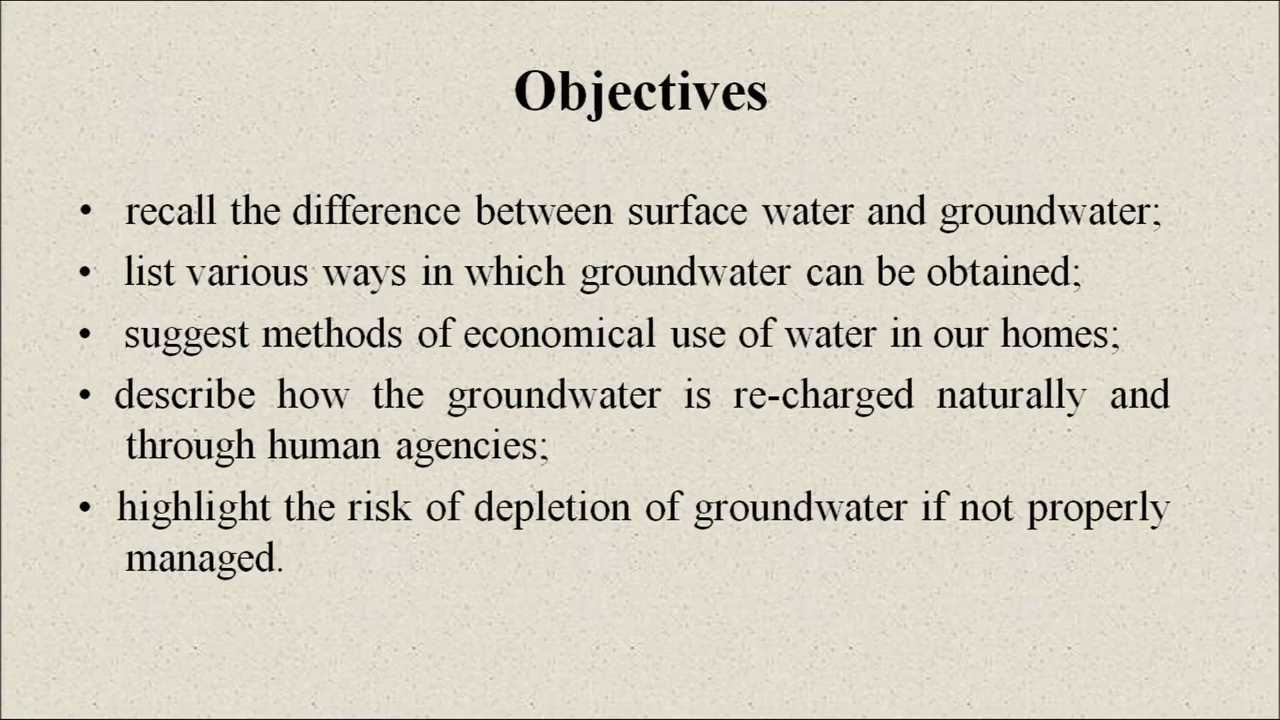 Objectives
• recall the difference between surface water and groundwater;
• list various ways in which groundwater can be obtained;
• suggest methods of economical use of water in our homes;
• describe how the groundwater is re-charged naturally and
through human agencies;
• highlight the risk of depletion of groundwater if not properly
managed.